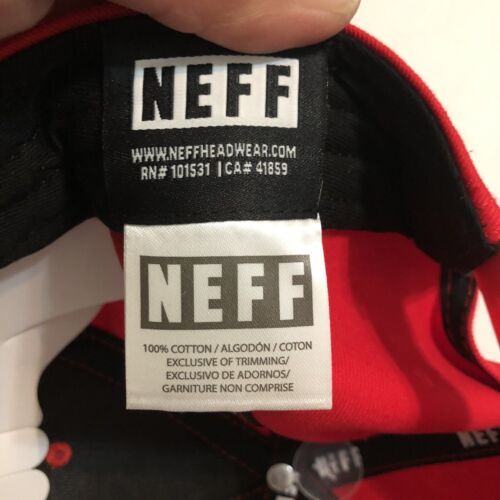 NEFF
WWW.NEFFHEADWEAR.COM
RN# 101531 | CA# 41859
NEFF
100% COTTON / ALGODÓN / COTON
EXCLUSIVE OF TRIMMING/
EXCLUSIVO DE ADORNOS/
GARNITURE NON COMPRISE
NEFF
NEFF